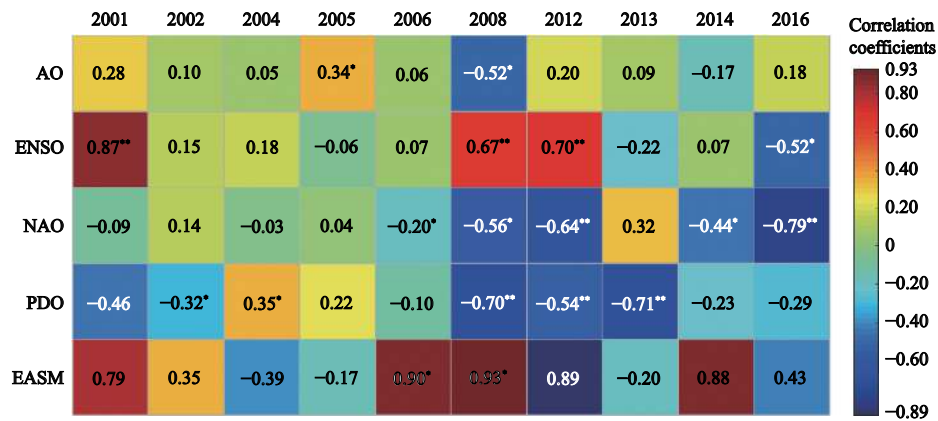 2001 2002 2004 2005 2006 2008 2012 2013 2014 2016
Correlation
coefficients
AO 0.28 0.10 0.05 0.34* 0.06 −0.52* 0.20 0.09 −0.17 0.18
ENSO 0.87** 0.15 0.18 −0.06 0.07 0.67** 0.70** −0.22 0.07 −0.52*
NAO −0.09 0.14 −0.03 0.04 −0.20* −0.56* −0.64** 0.32 −0.44* −0.79**
PDO −0.46 −0.32* 0.35* 0.22 −0.10 −0.70** −0.54** −0.71** −0.23 −0.29
EASM 0.79 0.35 −0.39 −0.17 0.90* 0.93* 0.89 −0.20 0.88 0.43
0.93
0.80
0.60
0.40
0.20
0
−0.20
−0.40
−0.60
−0.89